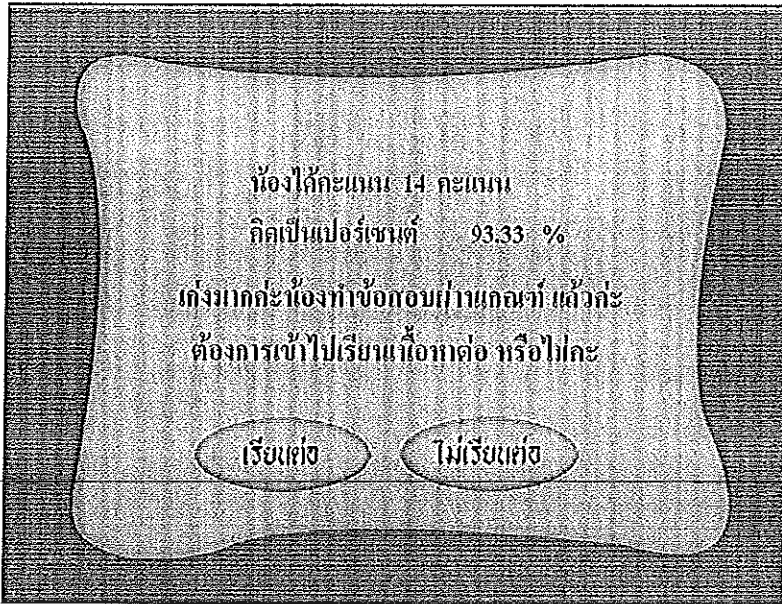 น้องได้คะแนน 14 คะแนน
คิดเป็นเปอร์เซนต์ 93.33 %
เก่งมากค่ะน้องทำข้อสอบผ่านเกณฑ์ แล้วค่ะ
ต้องการเข้าไปเรียนเนื้อหาต่อ หรือไม่คะ
เรียนต่อ ไม่เรียนต่อ